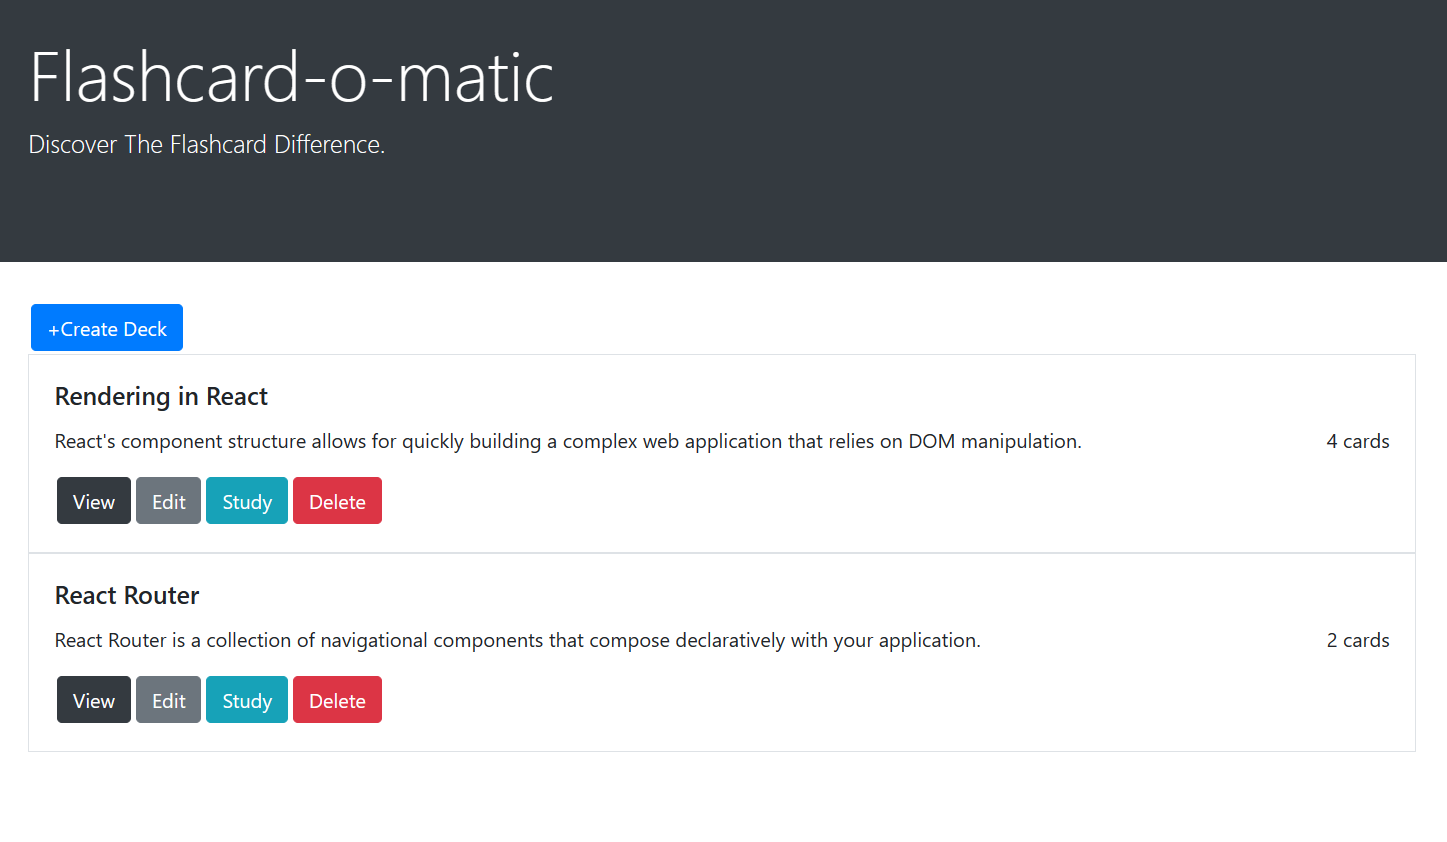 Flashcard-o-matic
Discover The Flashcard Difference.
+Create Deck
Rendering in React
React's component structure allows for quickly building a complex web application that relies on DOM manipulation. 4 cards
View Edit Study Delete
React Router
React Router is a collection of navigational components that compose declaratively with your application. 2 cards
View Edit Study Delete